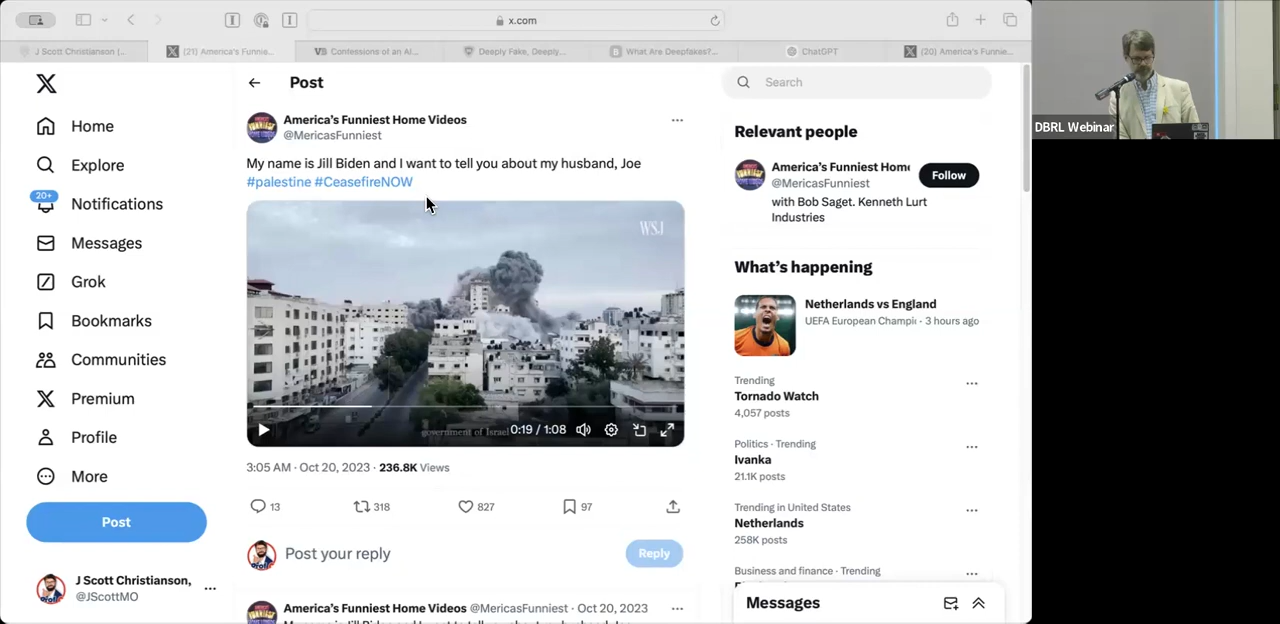 x.com
J Scott Christianson (...
(21) America's Funnie...
VB Confessions of an AI...
Deeply Fake, Deeply...
What Are Deepfakes?...
ChatGPT
(20) America's Funnie...
DBRL Webinar
Home
Explore
20+
Notifications
Messages
Grok
Bookmarks
Communities
Premium
Profile
More
Post
J Scott Christianson,
@JScottMO
Post
America's Funniest Home Videos
@MericasFunniest
My name is Jill Biden and I want to tell you about my husband, Joe
#palestine #CeasefireNOW
WSJ
government of Israel
0:19 / 1:08
3:05 AM · Oct 20, 2023 · 236.8K Views
13
318
827
97
Post your reply
Reply
America's Funniest Home Videos @MericasFunniest · Oct 20, 2023
Search
Relevant people
America's Funniest Home
@MericasFunniest
Follow
with Bob Saget. Kenneth Lurt
Industries
What's happening
Netherlands vs England
UEFA European Champi · 3 hours ago
Trending
Tornado Watch
4,057 posts
Politics · Trending
Ivanka
21.1K posts
Trending in United States
Netherlands
258K posts
Business and finance · Trending
Messages